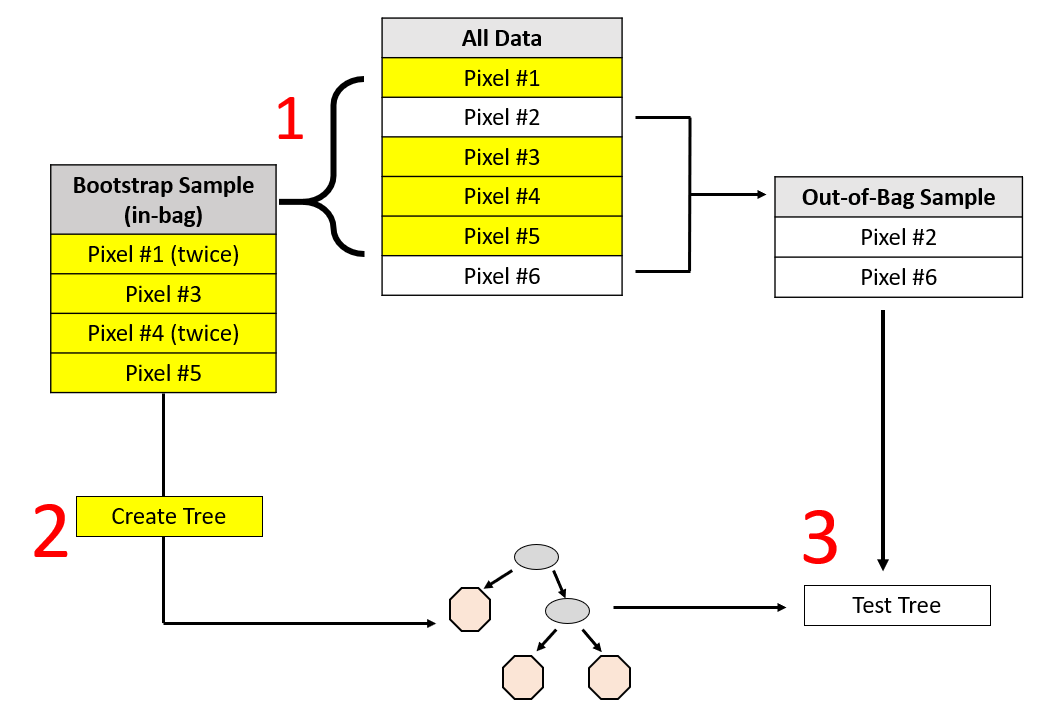 All Data
Pixel #1
Pixel #2
Pixel #3
Pixel #4
Pixel #5
Pixel #6
1
Bootstrap Sample
(in-bag)
Pixel #1 (twice)
Pixel #3
Pixel #4 (twice)
Pixel #5
Out-of-Bag Sample
Pixel #2
Pixel #6
2
Create Tree
3
Test Tree